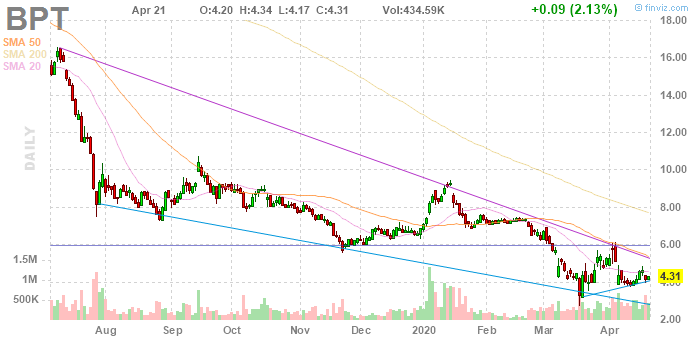 BPT
Apr 21 O:4.20 H:4.34 L:4.17 C:4.31 Vol:434.59K +0.09 (2.13%)
© finviz.com
SMA 50
SMA 200
SMA 20
DAILY
18.00
16.00
14.00
12.00
10.00
8.00
6.00
4.31
2.00
1.5M
1M
500K
Aug Sep Oct Nov Dec 2020 Feb Mar Apr